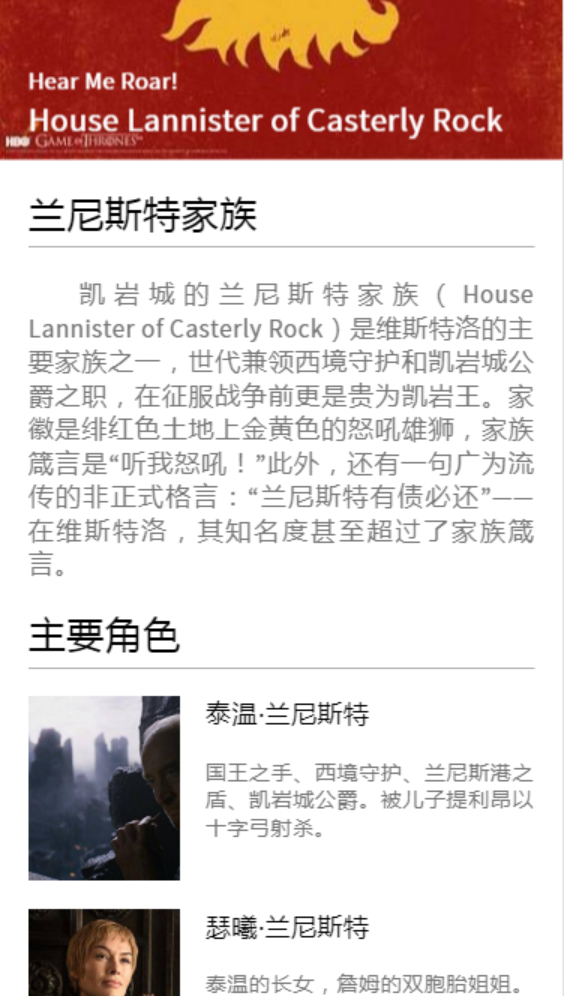 Hear Me Roar!
House Lannister of Casterly Rock
HBO GAME OF THRONES
兰尼斯特家族
凯岩城的兰尼斯特家族（House
Lannister of Casterly Rock）是维斯特洛的主
要家族之一，世代兼领西境守护和凯岩城公
爵之职，在征服战争前更是贵为凯岩王。家
徽是绯红色土地上金黄色的怒吼雄狮，家族
箴言是“听我怒吼！”此外，还有一句广为流
传的非正式格言：“兰尼斯特有债必还”——
在维斯特洛，其知名度甚至超过了家族箴
言。
主要角色
泰温·兰尼斯特
国王之手、西境守护、兰尼斯港之
盾、凯岩城公爵。被儿子提利昂以
十字弓射杀。
瑟曦·兰尼斯特
泰温的长女，詹姆的双胞胎姐姐。